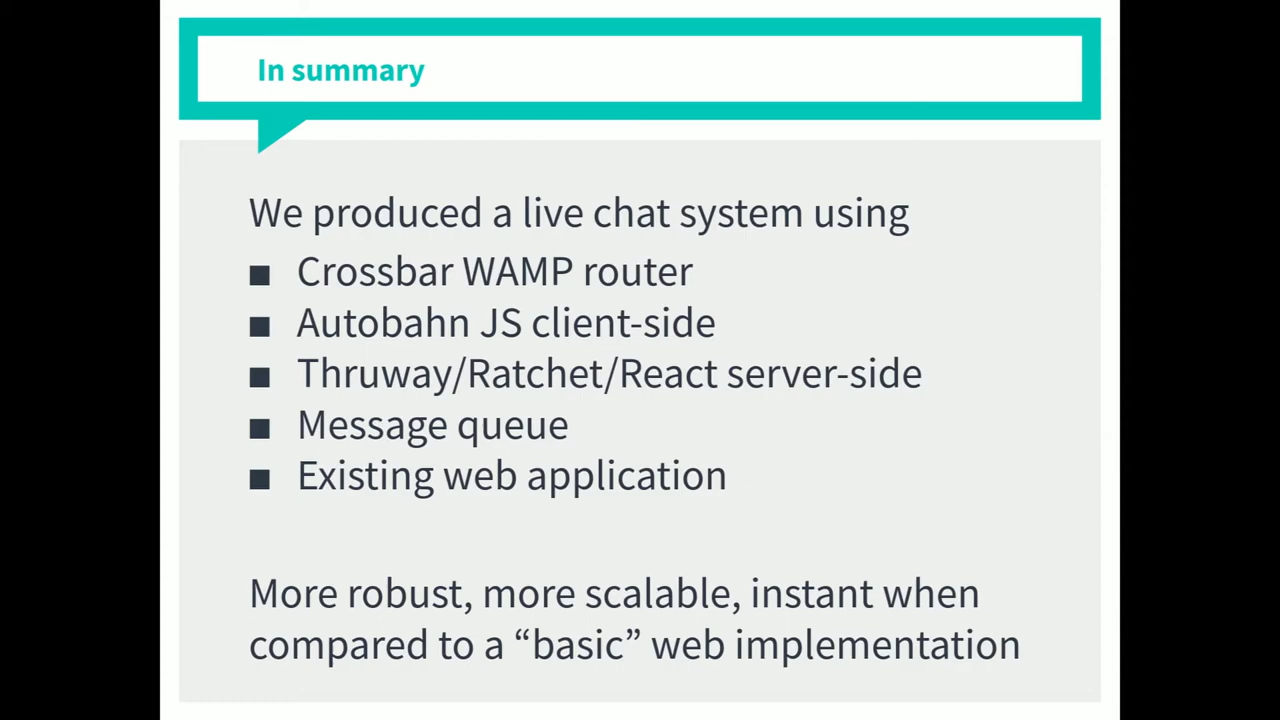 In summary
We produced a live chat system using
■ Crossbar WAMP router
■ Autobahn JS client-side
■ Thruway/Ratchet/React server-side
■ Message queue
■ Existing web application
More robust, more scalable, instant when
compared to a “basic” web implementation